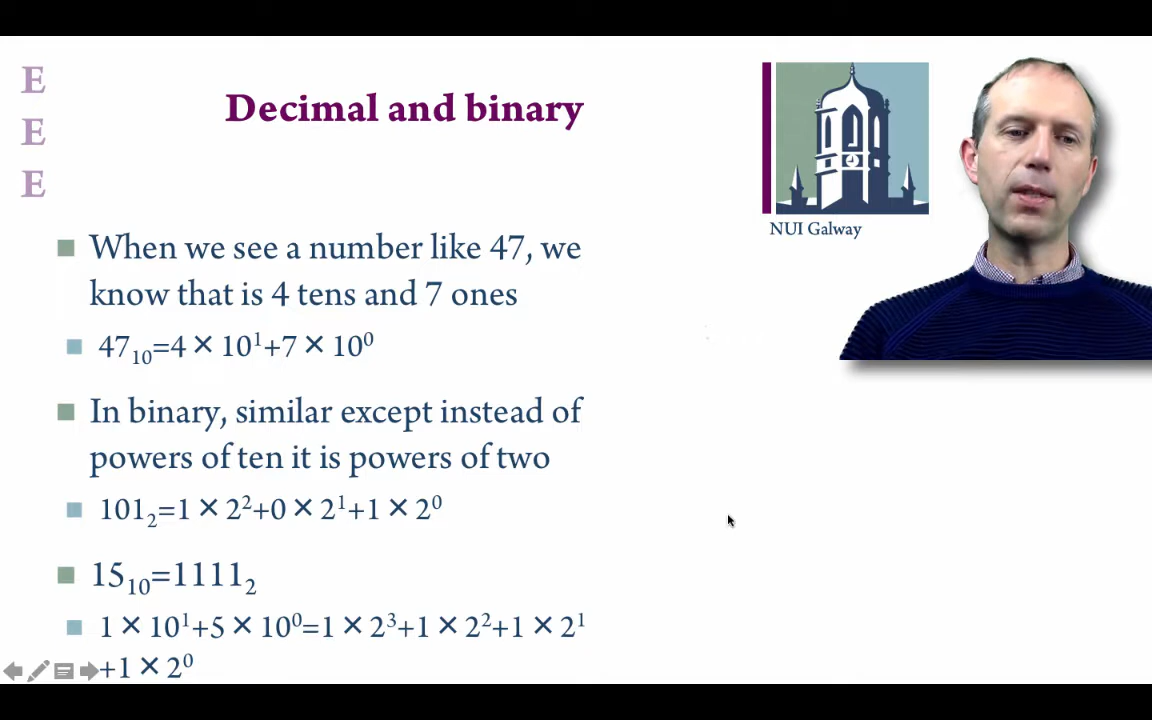 E
E
E
Decimal and binary
NUI Galway
When we see a number like 47, we
know that is 4 tens and 7 ones
47₁₀=4 × 10¹+7 × 10⁰
In binary, similar except instead of
powers of ten it is powers of two
101₂=1 × 2²+0 × 2¹+1 × 2⁰
15₁₀=1111₂
1 × 10¹+5 × 10⁰=1 × 2³+1 × 2²+1 × 2¹
+1 × 2⁰